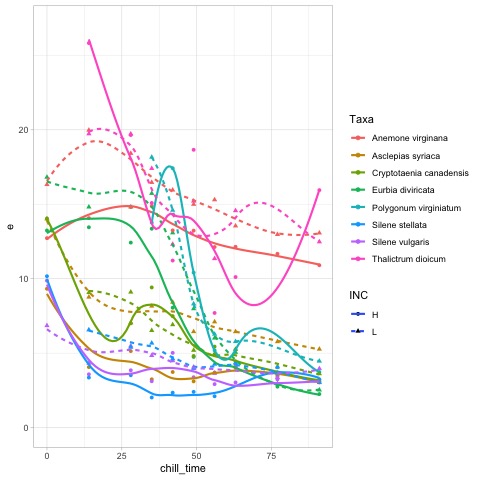 20
10
0
e
0
25
50
75
chill_time
Taxa
Anemone virginana
Asclepias syriaca
Cryptotaenia canadensis
Eurbia diviricata
Polygonum virginiatum
Silene stellata
Silene vulgaris
Thalictrum dioicum
INC
H
L